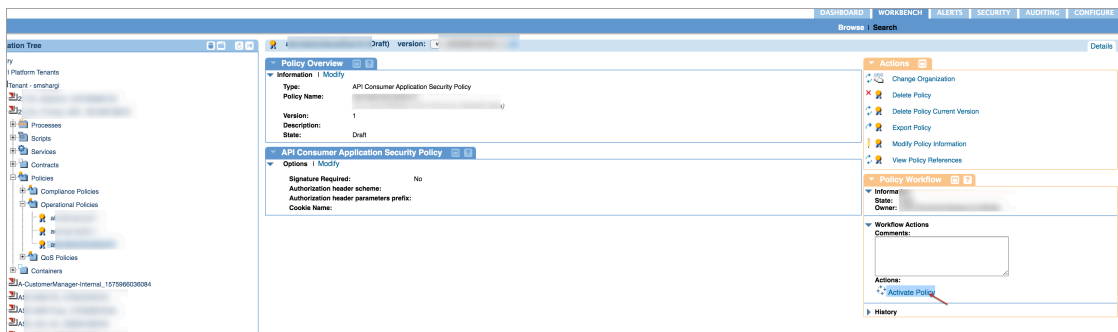 DASHBOARD WORKBENCH ALERTS SECURITY AUDITING CONFIGURE
Browse | Search
ation Tree
ry
l Platform Tenants
Tenant - smshargi
Processes
Scripts
Services
Contracts
Policies
Compliance Policies
Operational Policies
QoS Policies
Containers
A-CustomerManager-Internal_1575966036084
Draft) version:
Details
Policy Overview
Information | Modify
Type: API Consumer Application Security Policy
Policy Name:
Version: 1
Description:
State: Draft
API Consumer Application Security Policy
Options | Modify
Signature Required: No
Authorization header scheme:
Authorization header parameters prefix:
Cookie Name:
Actions
Change Organization
Delete Policy
Delete Policy Current Version
Export Policy
Modify Policy Information
View Policy References
Policy Workflow
Informa
State:
Owner:
Workflow Actions
Comments:
Actions:
Activate Policy
History